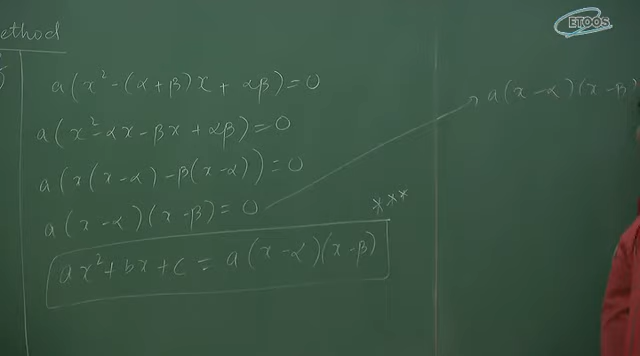 ethod
a(x² - (α+β)x + αβ) = 0
a(x² - αx - βx + αβ) = 0
a(x(x-α) - β(x-α)) = 0
a(x-α)(x-β) = 0
***
ax² + bx + c = a(x-α)(x-β)
a(x-α)(x-β)
ETOOS